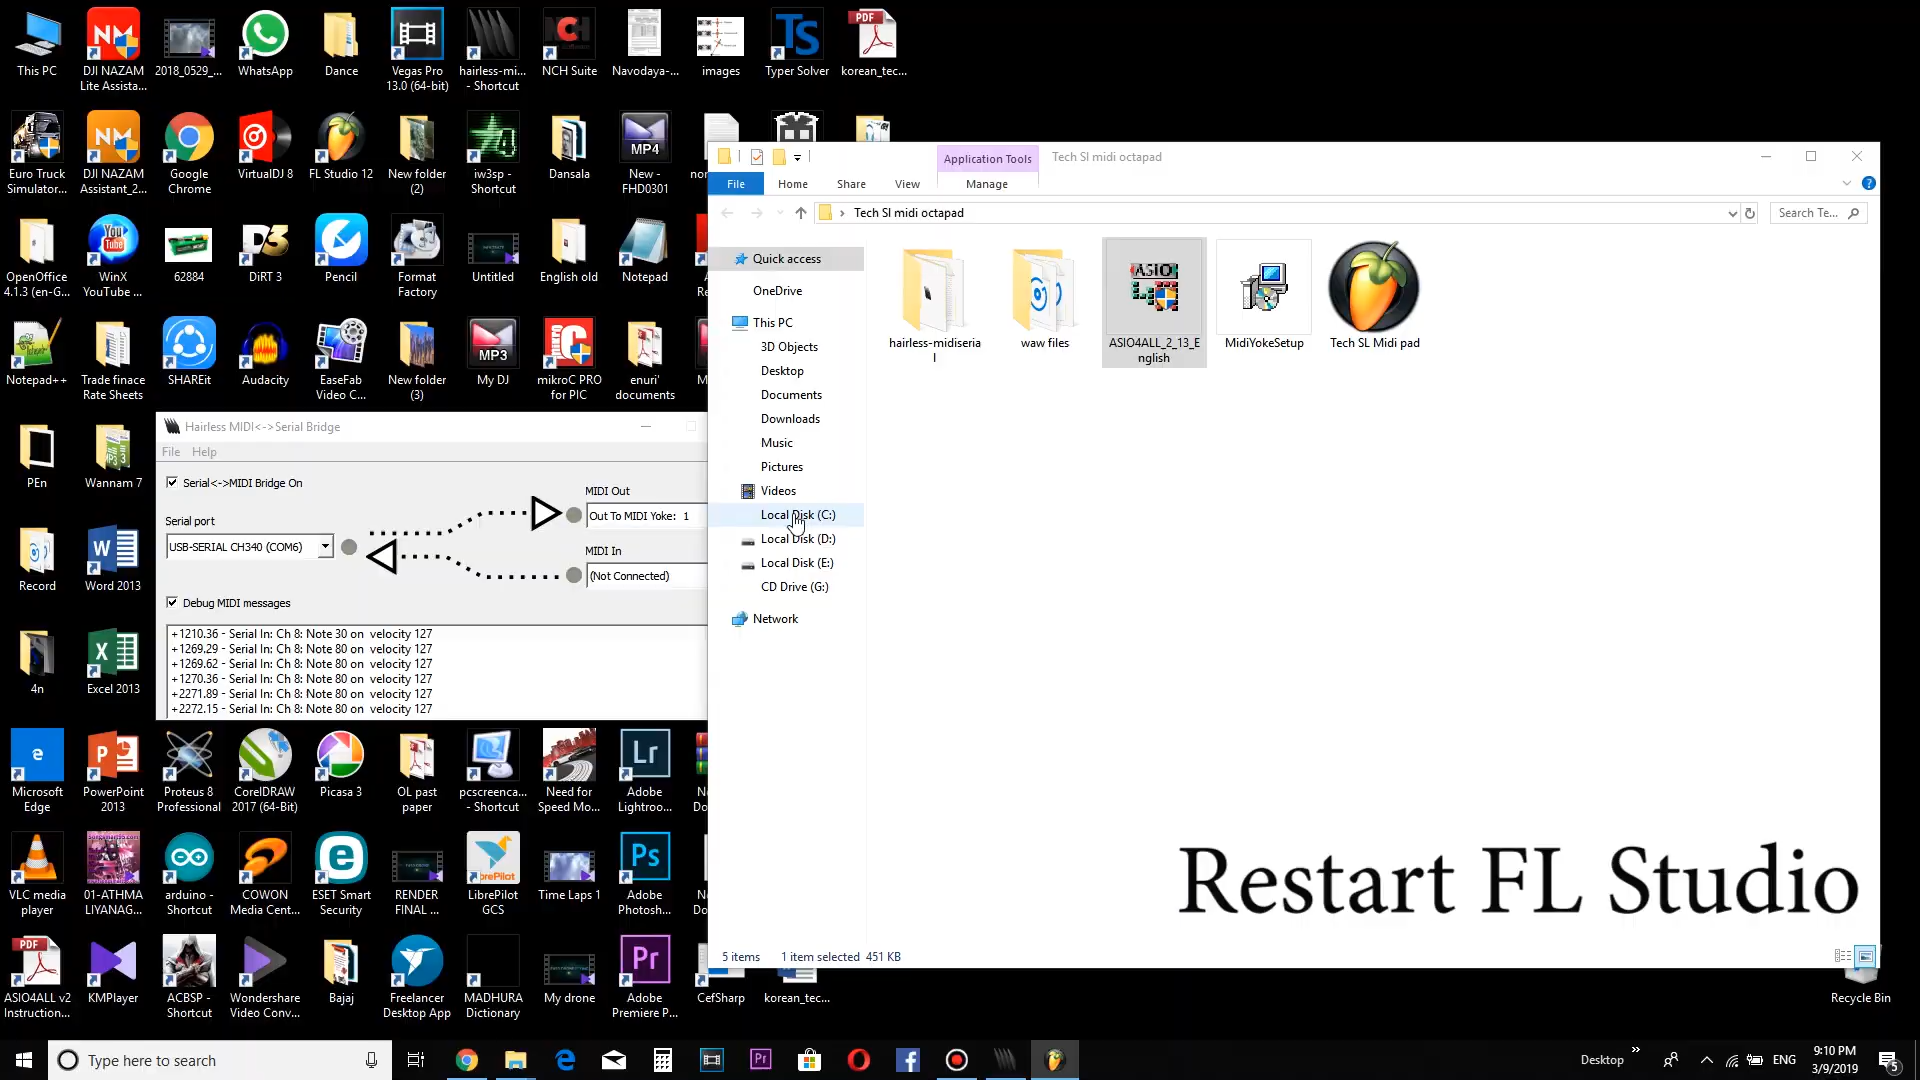 This PC
DJI NAZAM
Lite Assista...
2018_0529_...
WhatsApp
Dance
Vegas Pro
13.0 (64-bit)
hairless-mi...
- Shortcut
NCH Suite
Navodaya-...
images
Typer Solver
korean_tec...
Euro Truck
Simulator...
DJI NAZAM
Assistant_2...
Google
Chrome
VirtualDJ 8
FL Studio 12
New folder
(2)
iw3sp -
Shortcut
Dansala
New -
FHD0301
OpenOffice
4.1.3 (en-G...
WinX
YouTube ...
62884
DiRT 3
Pencil
Format
Factory
Untitled
English old
Notepad
Notepad++
Trade finace
Rate Sheets
SHAREit
Audacity
EaseFab
Video C...
New folder
(3)
My DJ
mikroC PRO
for PIC
enuri'
documents
PEn
Wannam 7
Record
Word 2013
4n
Excel 2013
Application Tools
Tech Sl midi octapad
File
Home
Share
View
Manage
Tech Sl midi octapad
Search Te...
Quick access
OneDrive
This PC
3D Objects
Desktop
Documents
Downloads
Music
Pictures
Videos
Local Disk (C:)
Local Disk (D:)
Local Disk (E:)
CD Drive (G:)
Network
hairless-midiseria
l
waw files
ASIO4ALL_2_13_E
nglish
MidiYokeSetup
Tech SL Midi pad
5 items
1 item selected 451 KB
Hairless MIDI<->Serial Bridge
File Help
Serial<->MIDI Bridge On
Serial port
USB-SERIAL CH340 (COM6)
MIDI Out
Out To MIDI Yoke: 1
MIDI In
(Not Connected)
Debug MIDI messages
+1210.36 - Serial In: Ch 8: Note 30 on velocity 127
+1269.29 - Serial In: Ch 8: Note 80 on velocity 127
+1269.62 - Serial In: Ch 8: Note 80 on velocity 127
+1270.36 - Serial In: Ch 8: Note 80 on velocity 127
+2271.89 - Serial In: Ch 8: Note 80 on velocity 127
+2272.15 - Serial In: Ch 8: Note 80 on velocity 127
Microsoft
Edge
PowerPoint
2013
Proteus 8
Professional
CorelDRAW
2017 (64-Bit)
Picasa 3
OL past
paper
pcscreenca...
- Shortcut
Need for
Speed Mo...
Adobe
Lightroo...
VLC media
player
01-ATHMA
LIYANAG...
arduino -
Shortcut
COWON
Media Cent...
ESET Smart
Security
RENDER
FINAL ...
LibrePilot
GCS
Time Laps 1
Adobe
Photosh...
ASIO4ALL v2
Instruction...
KMPlayer
ACBSP -
Shortcut
Wondershare
Video Conv...
Bajaj
Freelancer
Desktop App
MADHURA
Dictionary
My drone
Adobe
Premiere P...
CefSharp
korean_tec...
Restart FL Studio
Recycle Bin
Type here to search
Desktop
ENG
9:10 PM
3/9/2019
5